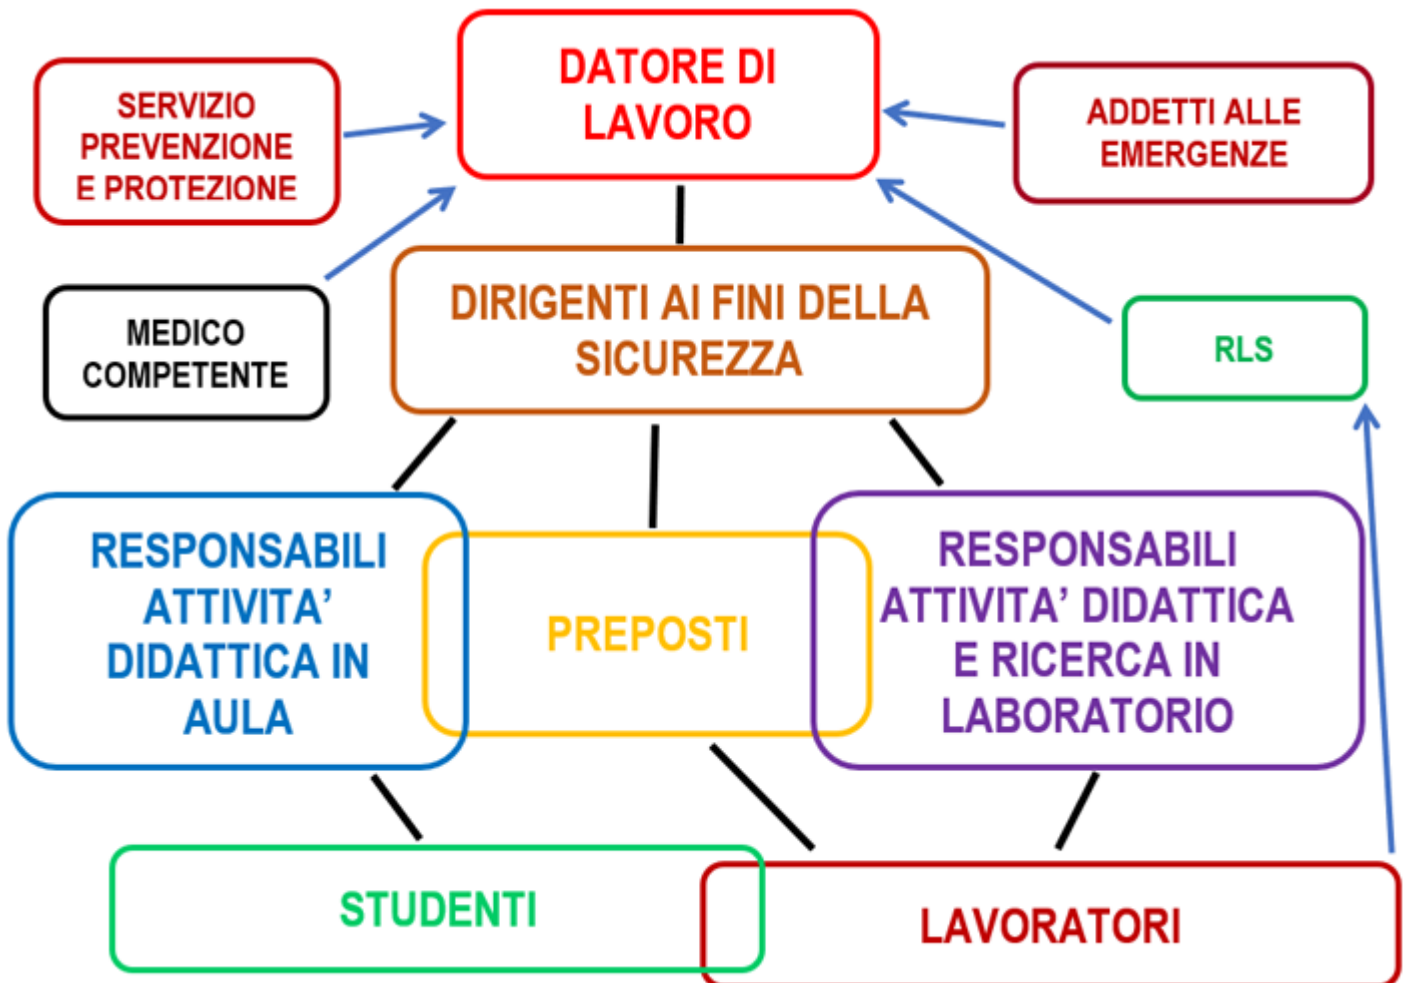 DATORE DI
LAVORO
SERVIZIO
PREVENZIONE
E PROTEZIONE
ADDETTI ALLE
EMERGENZE
MEDICO
COMPETENTE
DIRIGENTI AI FINI DELLA
SICUREZZA
RLS
RESPONSABILI
ATTIVITA’
DIDATTICA IN
AULA
PREPOSTI
RESPONSABILI
ATTIVITA’ DIDATTICA
E RICERCA IN
LABORATORIO
STUDENTI
LAVORATORI